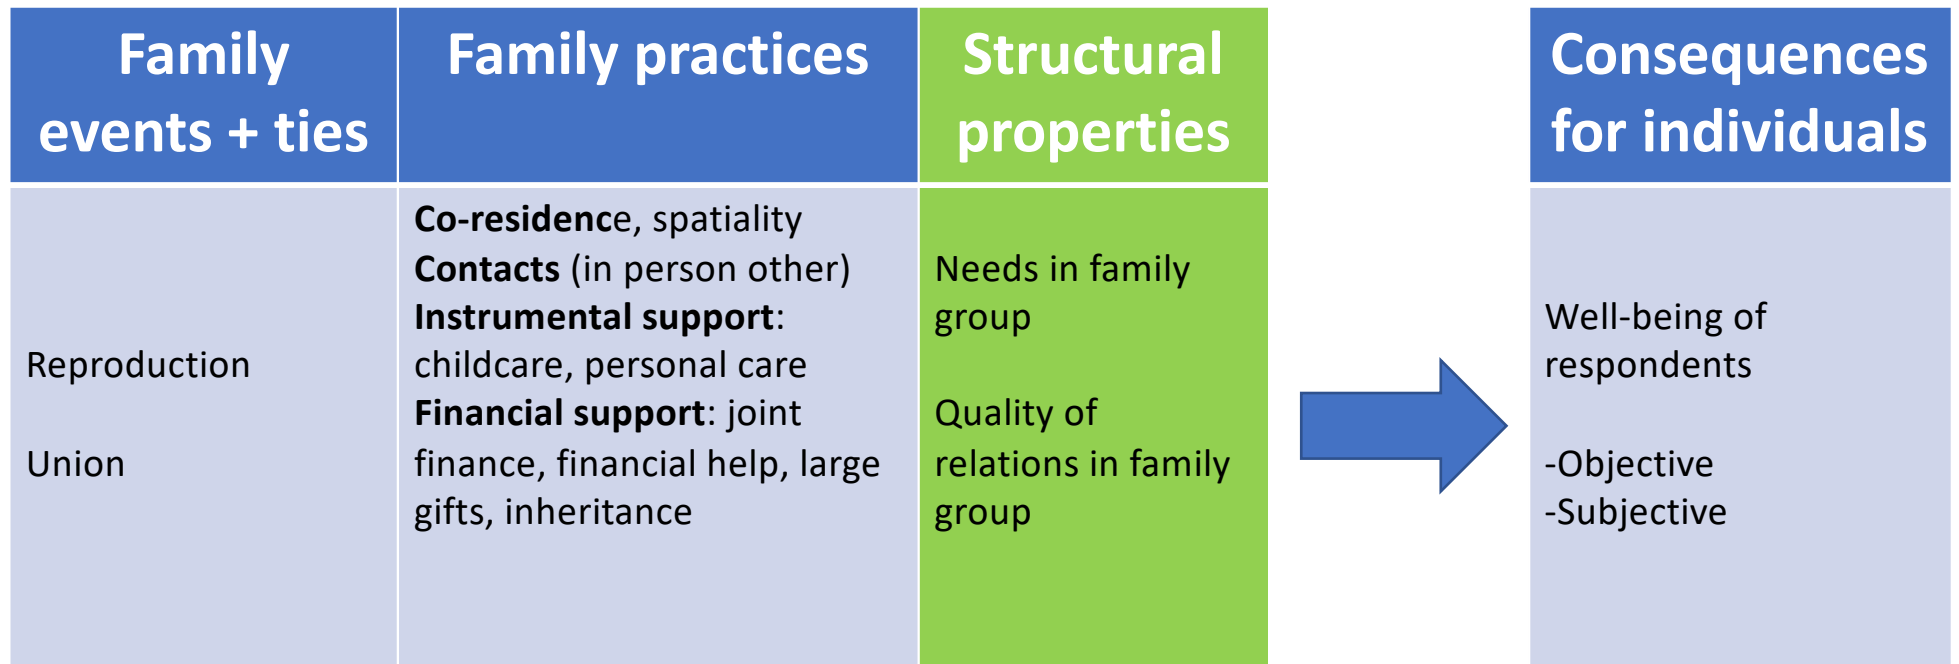 Family
events + ties
Family practices
Structural
properties
Consequences
for individuals
Reproduction
Union
Co-residence, spatiality
Contacts (in person other)
Instrumental support:
childcare, personal care
Financial support: joint
finance, financial help, large
gifts, inheritance
Needs in family
group
Quality of
relations in family
group
Well-being of
respondents
-Objective
-Subjective